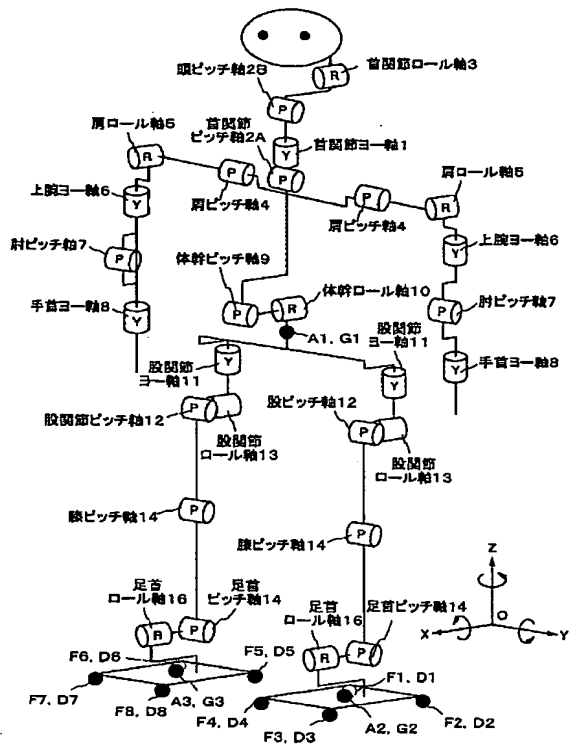 頭ピッチ軸2B
首関節ロール軸3
R
P
肩ロール軸5
首関節
ピッチ軸2A
Y
首関節ヨー軸1
P
R
P
肩ピッチ軸4
P
肩ピッチ軸4
肩ロール軸5
R
上腕ヨー軸6
Y
上腕ヨー軸6
Y
肘ピッチ軸7
P
体幹ピッチ軸9
P
体幹ロール軸10
R
肘ピッチ軸7
P
手首ヨー軸8
Y
A1, G1
手首ヨー軸8
Y
股関節
ヨー軸11
Y
股関節
ヨー軸11
Y
股関節ピッチ軸12
P
股ピッチ軸12
P
股関節
ロール軸13
股関節
ロール軸13
膝ピッチ軸14
P
膝ピッチ軸14
P
足首
ロール軸16
R
足首
ピッチ軸14
P
足首
ロール軸16
R
足首ピッチ軸14
P
Z
O
X
Y
F6, D6
F5, D5
F7, D7
F8, D8
A3, G3
F1, D1
F4, D4
F3, D3
A2, G2
F2, D2